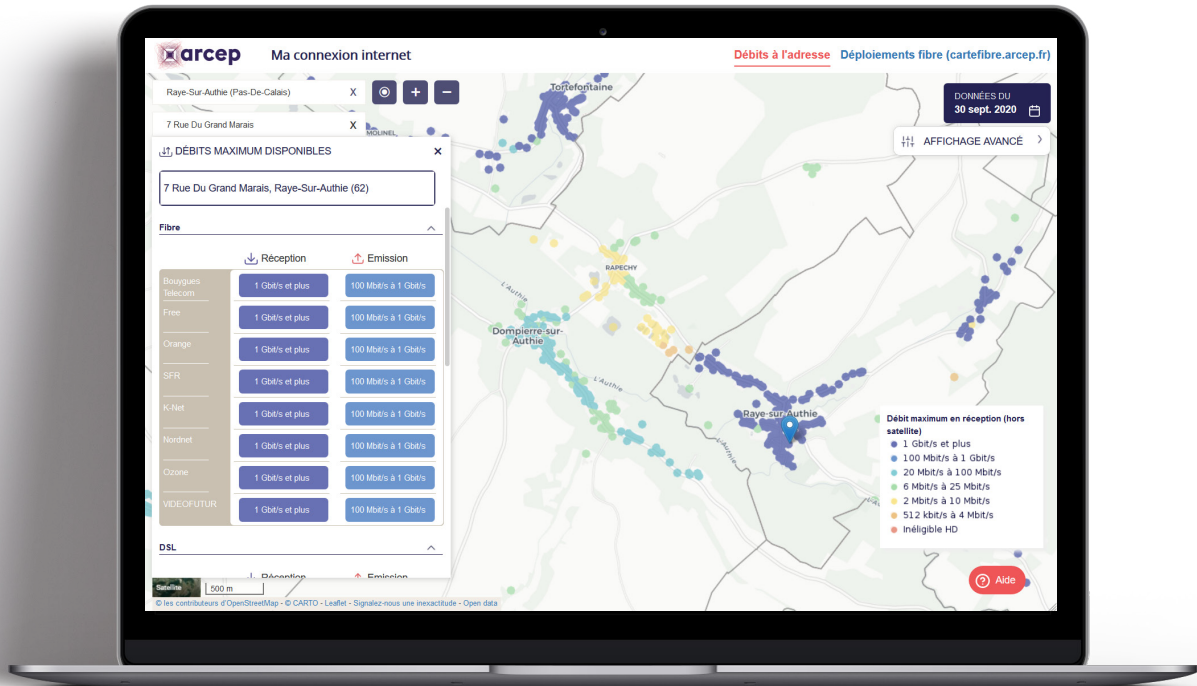 arcep
Ma connexion internet
Débits à l'adresse
Déploiements fibre (cartefibre.arcep.fr)
Raye-Sur-Authie (Pas-De-Calais)
X
+
−
7 Rue Du Grand Marais
X
DONNÉES DU
30 sept. 2020
AFFICHAGE AVANCÉ
DÉBITS MAXIMUM DISPONIBLES
×
7 Rue Du Grand Marais, Raye-Sur-Authie (62)
Fibre
Réception
Emission
Bouygues
Telecom
1 Gbit/s et plus
100 Mbit/s à 1 Gbit/s
Free
1 Gbit/s et plus
100 Mbit/s à 1 Gbit/s
Orange
1 Gbit/s et plus
100 Mbit/s à 1 Gbit/s
SFR
1 Gbit/s et plus
100 Mbit/s à 1 Gbit/s
K-Net
1 Gbit/s et plus
100 Mbit/s à 1 Gbit/s
Nordnet
1 Gbit/s et plus
100 Mbit/s à 1 Gbit/s
Ozone
1 Gbit/s et plus
100 Mbit/s à 1 Gbit/s
VIDEOFUTUR
1 Gbit/s et plus
100 Mbit/s à 1 Gbit/s
DSL
Réception
Emission
Satellite
500 m
© les contributeurs d'OpenStreetMap - © CARTO - Leaflet - Signalez-nous une inexactitude - Open data
Tortefontaine
MOLINEL
RAPECHY
L'Authie
Dompierre-sur-
Authie
L'Authie
Raye-sur-Authie
L'Authie
Débit maximum en réception (hors
satellite)
1 Gbit/s et plus
100 Mbit/s à 1 Gbit/s
20 Mbit/s à 100 Mbit/s
6 Mbit/s à 25 Mbit/s
2 Mbit/s à 10 Mbit/s
512 kbit/s à 4 Mbit/s
Inéligible HD
Aide